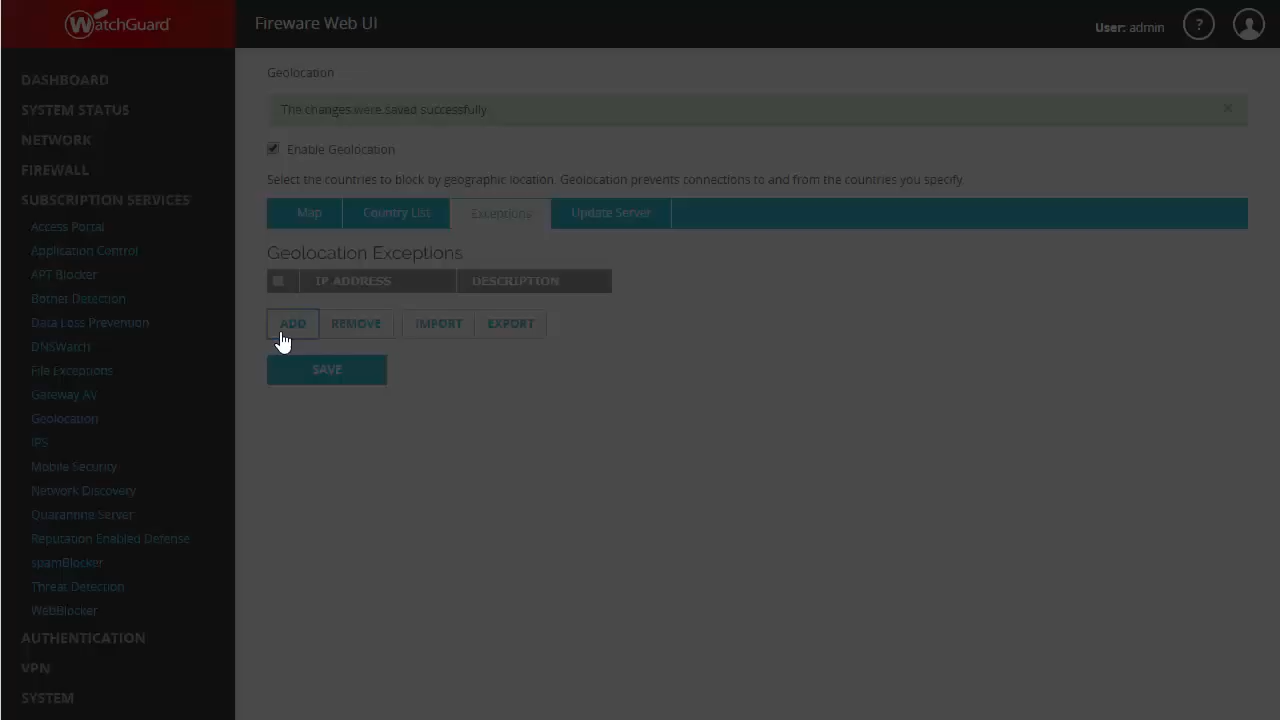 WatchGuard
Fireware Web UI
User: admin
?
DASHBOARD
SYSTEM STATUS
NETWORK
FIREWALL
SUBSCRIPTION SERVICES
Access Portal
Application Control
APT Blocker
Botnet Detection
Data Loss Prevention
DNSWatch
File Exceptions
Gateway AV
Geolocation
IPS
Mobile Security
Network Discovery
Quarantine Server
Reputation Enabled Defense
spamBlocker
Threat Detection
WebBlocker
AUTHENTICATION
VPN
SYSTEM
Geolocation
The changes were saved successfully
×
Enable Geolocation
Select the countries to block by geographic location. Geolocation prevents connections to and from the countries you specify.
Map Country List Exceptions Update Server
Geolocation Exceptions
IP ADDRESS DESCRIPTION
ADD REMOVE IMPORT EXPORT
SAVE